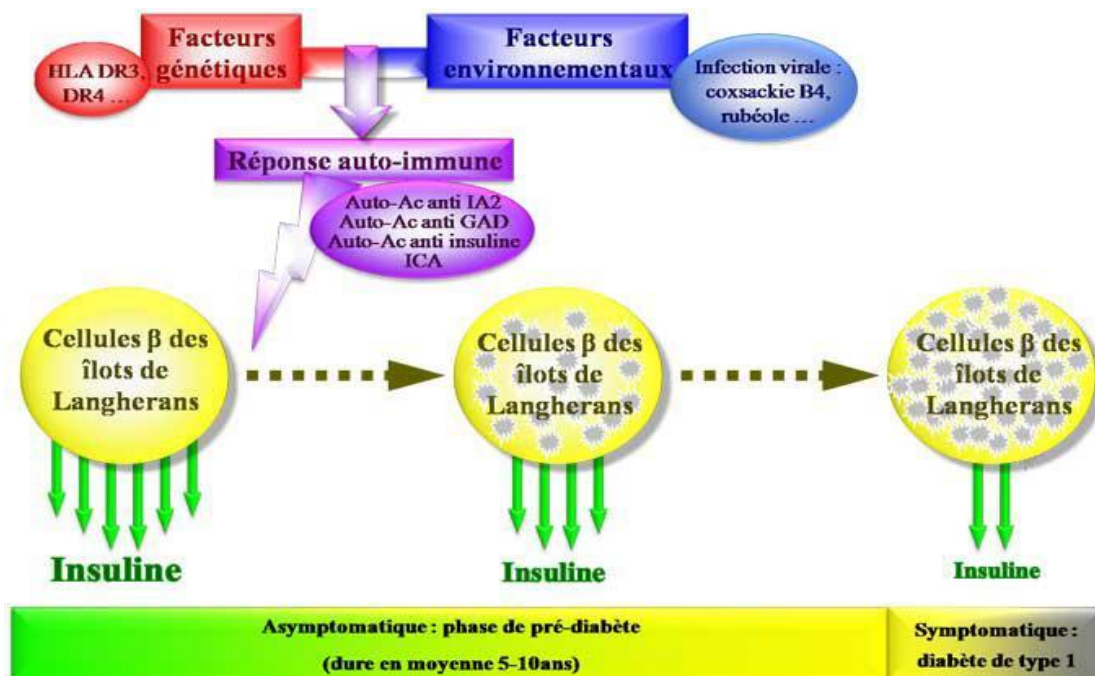 Facteurs
génétiques
HLA DR3,
DR4 ...
Facteurs
environnementaux
Infection virale :
coxsackie B4,
rubéole ...
Réponse auto-immune
Auto-Ac anti IA2
Auto-Ac anti GAD
Auto-Ac anti insuline
ICA
Cellules β des
îlots de
Langherans
Cellules β des
îlots de
Langherans
Cellules β des
îlots de
Langherans
Insuline
Insuline
Insuline
Asymptomatique : phase de pré-diabète
(dure en moyenne 5-10ans)
Symptomatique :
diabète de type 1